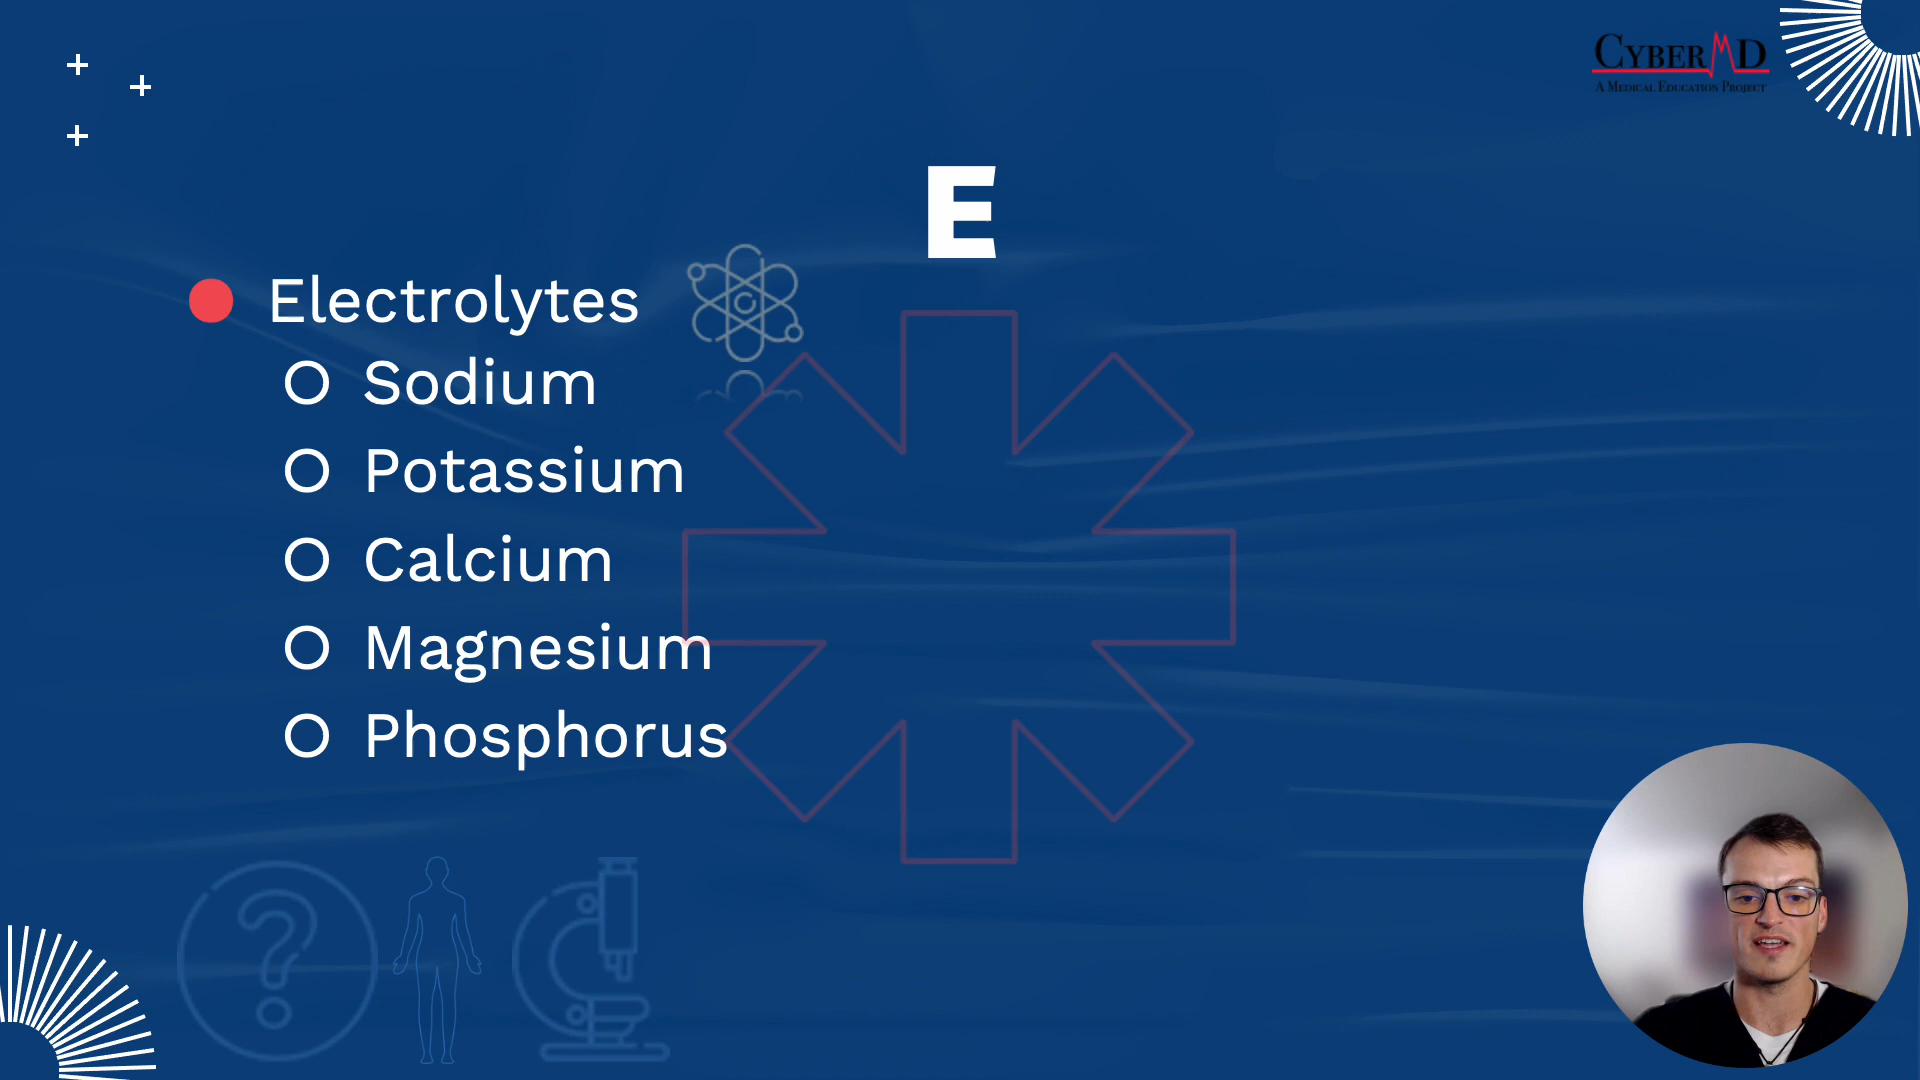 CYBERMD
A MEDICAL EDUCATION PROJECT
E
Electrolytes
Sodium
Potassium
Calcium
Magnesium
Phosphorus